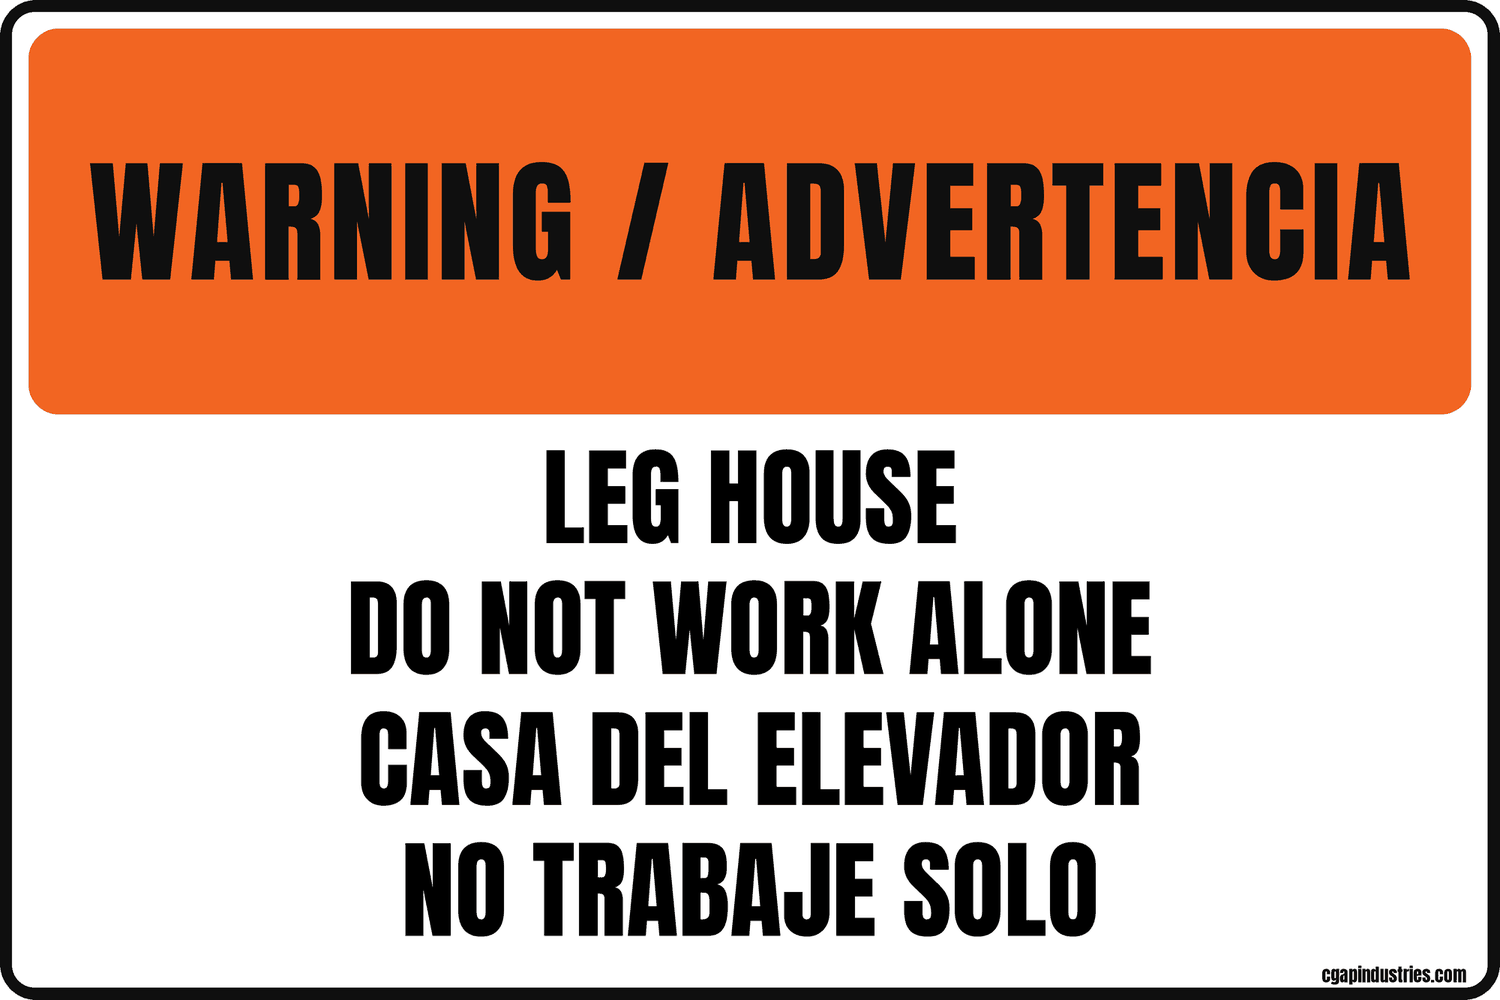 WARNING / ADVERTENCIA
LEG HOUSE
DO NOT WORK ALONE
CASA DEL ELEVADOR
NO TRABAJE SOLO
cgapindustries.com